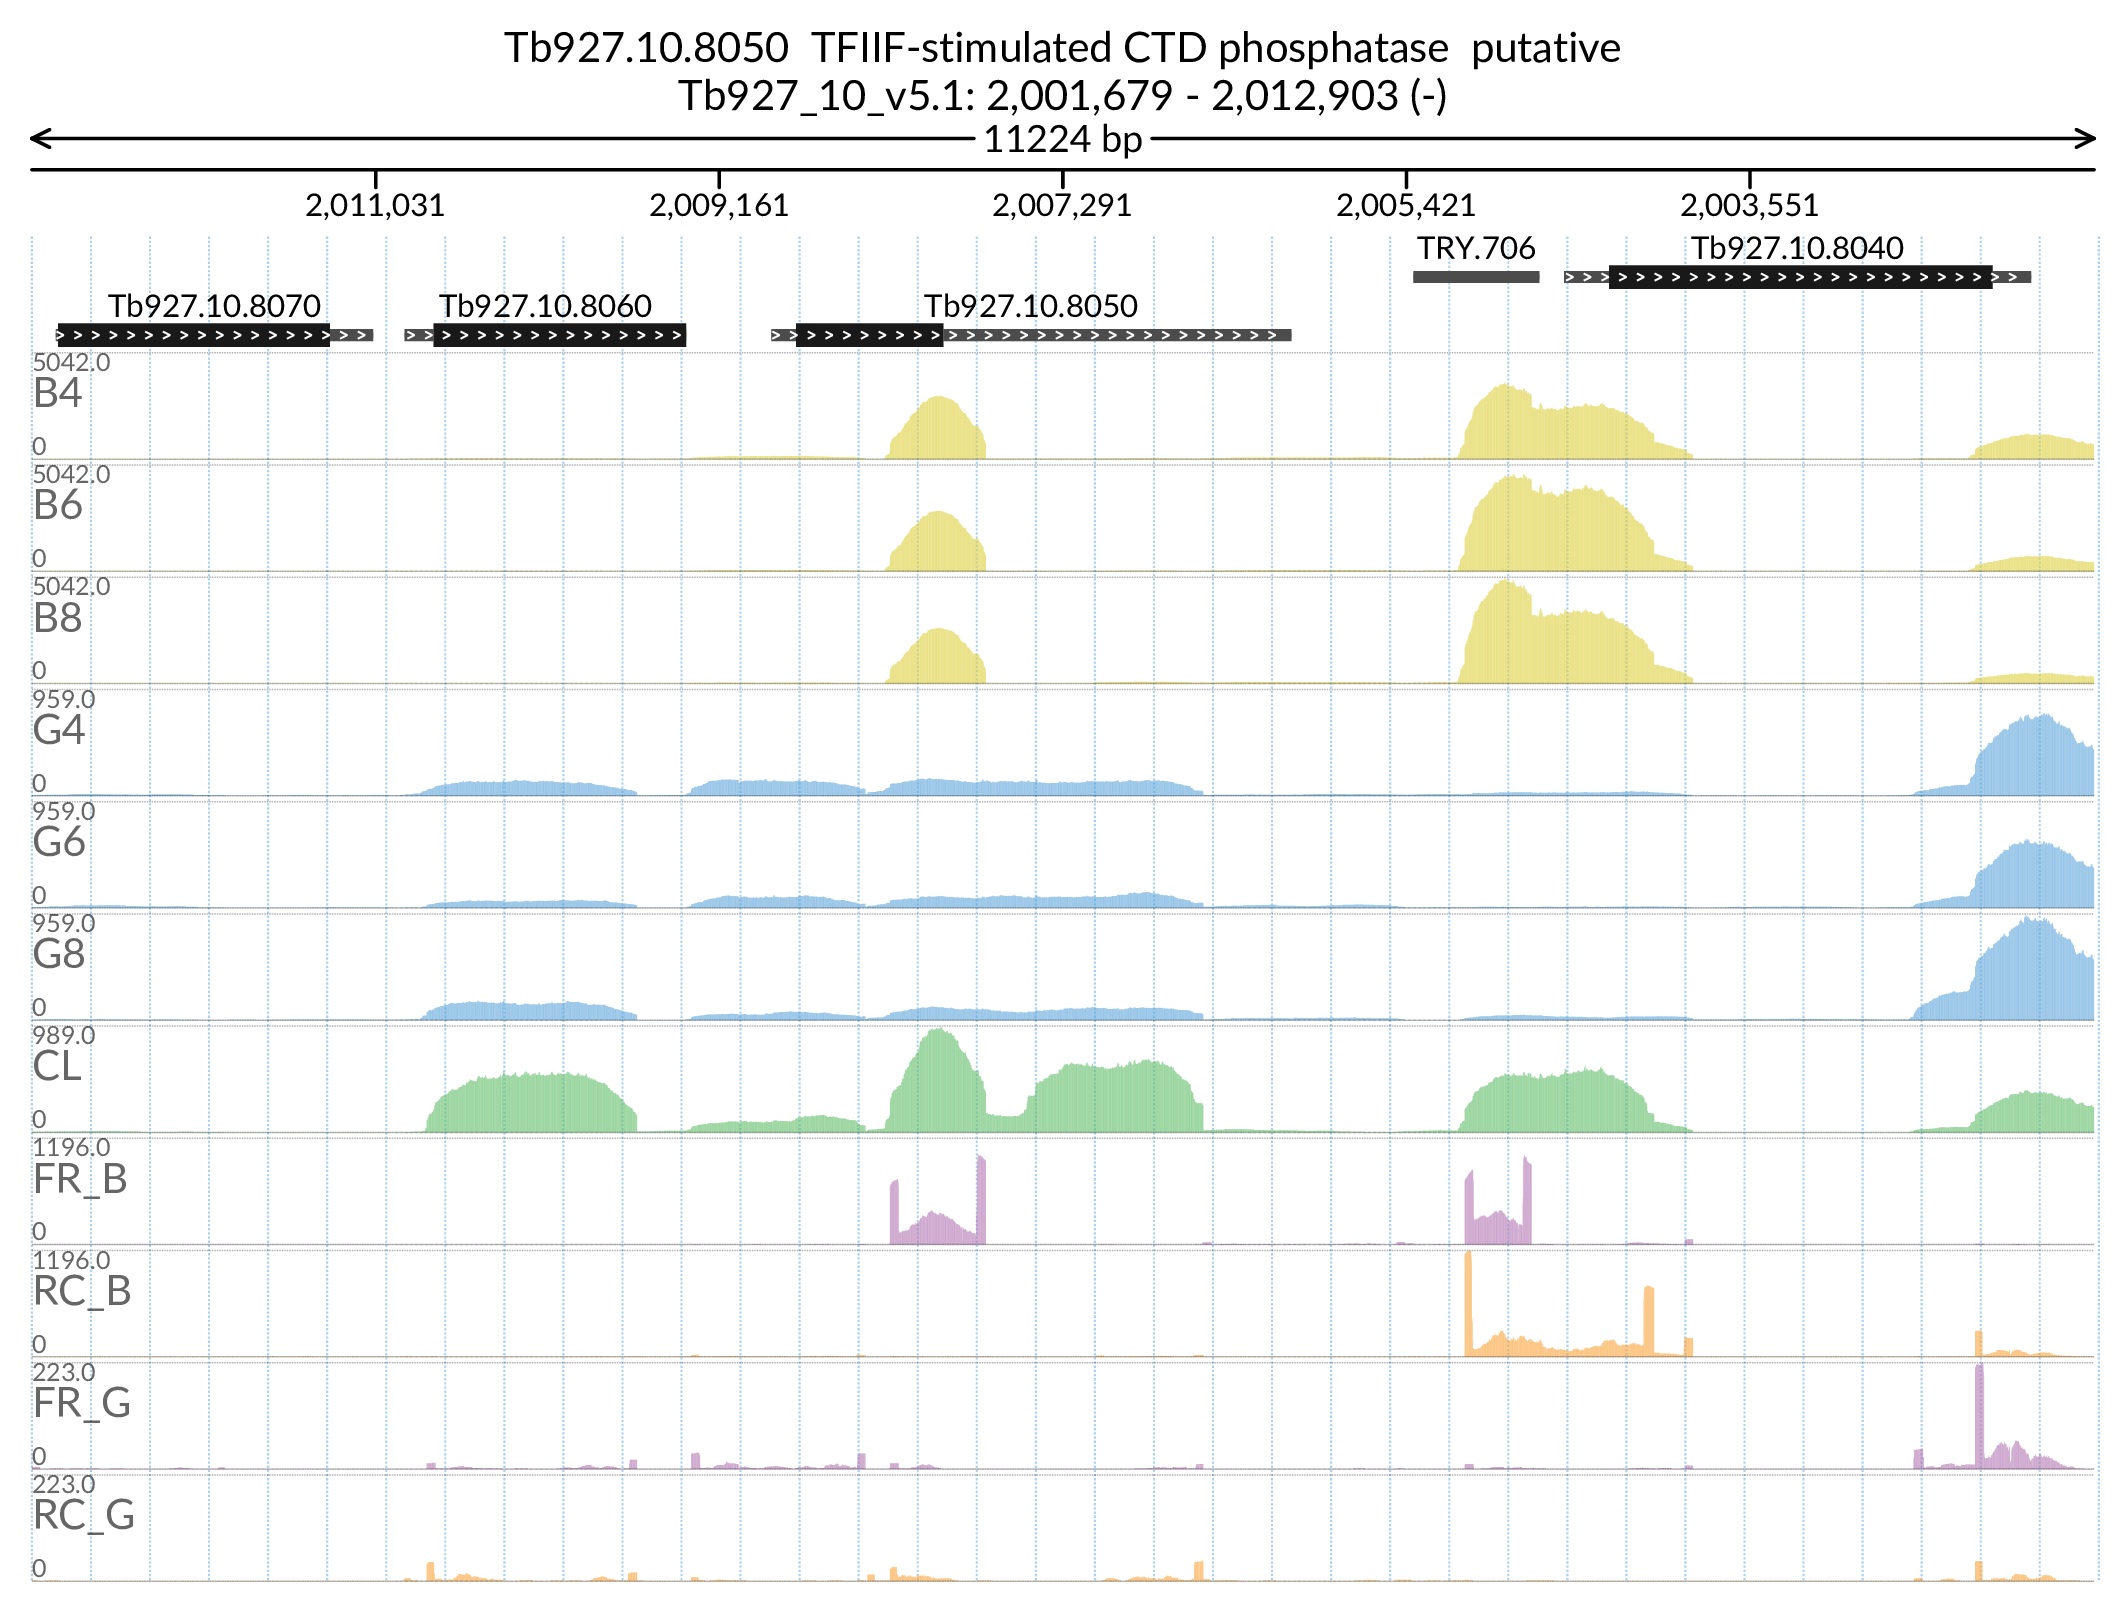 Tb927.10.8050  TFIIF-stimulated CTD phosphatase  putative
Tb927_10_v5.1: 2,001,679 - 2,012,903 (-)
11224 bp
2,011,031 2,009,161 2,007,291 2,005,421 2,003,551
TRY.706 Tb927.10.8040
Tb927.10.8070 Tb927.10.8060 Tb927.10.8050
5042.0
B4
0
5042.0
B6
0
5042.0
B8
0
959.0
G4
0
959.0
G6
0
959.0
G8
0
989.0
CL
0
1196.0
FR_B
0
1196.0
RC_B
0
223.0
FR_G
0
223.0
RC_G
0